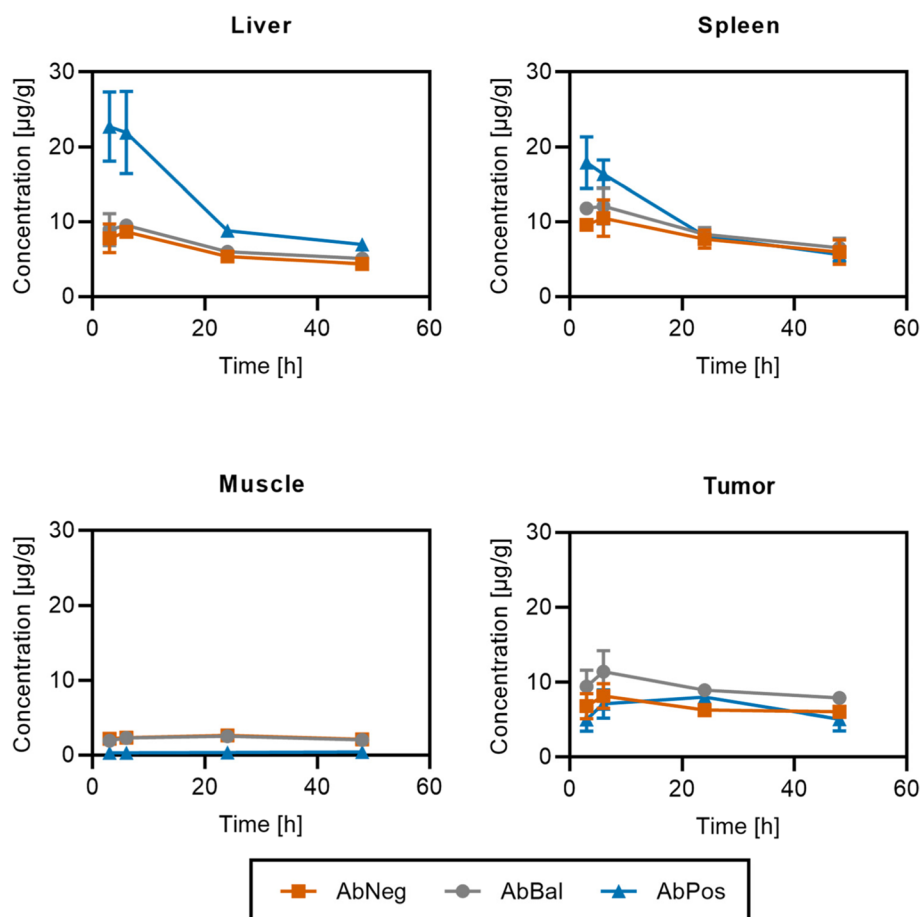 Liver
Spleen
Concentration [µg/g]
30
20
10
0
0 20 40 60
Time [h]
Concentration [µg/g]
30
20
10
0
0 20 40 60
Time [h]
Muscle
Tumor
Concentration [µg/g]
30
20
10
0
0 20 40 60
Time [h]
Concentration [µg/g]
30
20
10
0
0 20 40 60
Time [h]
AbNeg AbBal AbPos